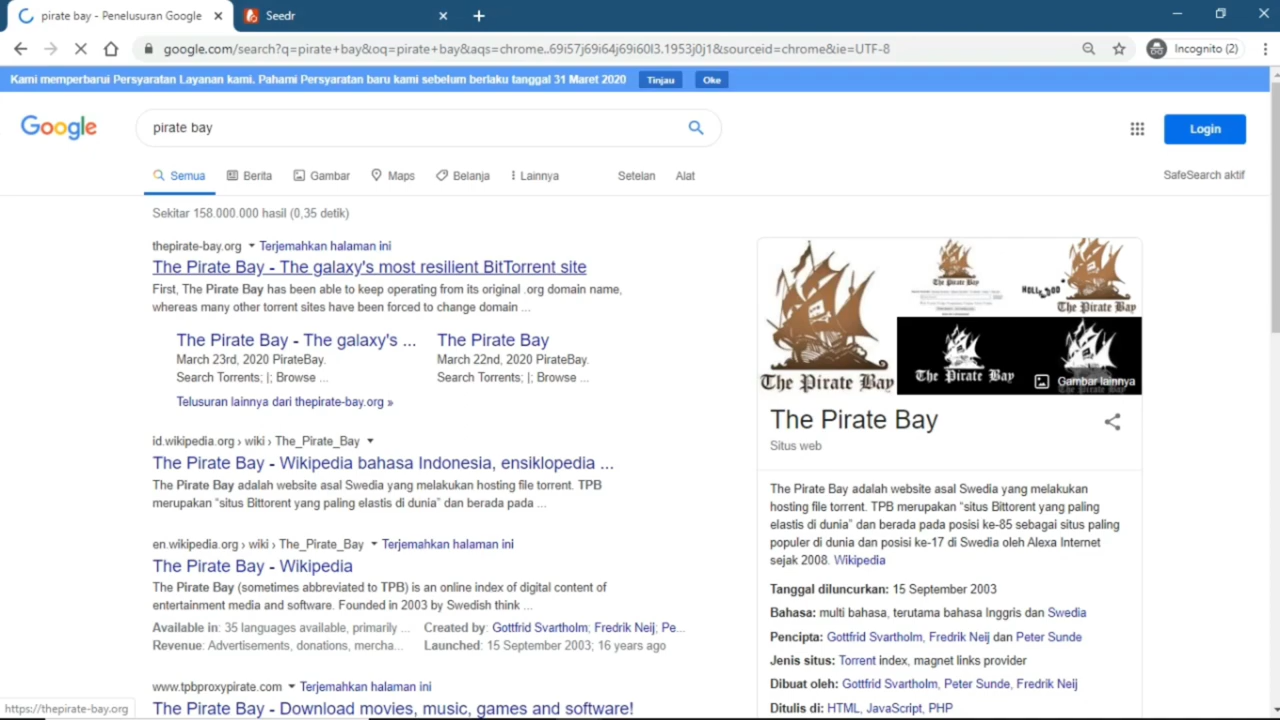 pirate bay - Penelusuran Google
Seedr
google.com/search?q=pirate+bay&oq=pirate+bay&aqs=chrome..69i57j69i64j69i60l3.1953j0j1&sourceid=chrome&ie=UTF-8
Incognito (2)
Kami memperbarui Persyaratan Layanan kami. Pahami Persyaratan baru kami sebelum berlaku tanggal 31 Maret 2020 Tinjau Oke
Google
pirate bay
Login
Semua Berita Gambar Maps Belanja Lainnya Setelan Alat
SafeSearch aktif
Sekitar 158.000.000 hasil (0,35 detik)
thepirate-bay.org Terjemahkan halaman ini
The Pirate Bay - The galaxy's most resilient BitTorrent site
First, The Pirate Bay has been able to keep operating from its original .org domain name,
whereas many other torrent sites have been forced to change domain ...
The Pirate Bay - The galaxy's ...
March 23rd, 2020 PirateBay.
Search Torrents; |; Browse ...
The Pirate Bay
March 22nd, 2020 PirateBay.
Search Torrents; |; Browse ...
Telusuran lainnya dari thepirate-bay.org »
id.wikipedia.org › wiki › The_Pirate_Bay
The Pirate Bay - Wikipedia bahasa Indonesia, ensiklopedia ...
The Pirate Bay adalah website asal Swedia yang melakukan hosting file torrent. TPB
merupakan “situs Bittorent yang paling elastis di dunia” dan berada pada ...
en.wikipedia.org › wiki › The_Pirate_Bay Terjemahkan halaman ini
The Pirate Bay - Wikipedia
The Pirate Bay (sometimes abbreviated to TPB) is an online index of digital content of
entertainment media and software. Founded in 2003 by Swedish think ...
Available in: 35 languages available, primarily ... Created by: Gottfrid Svartholm; Fredrik Neij; Pe...
Revenue: Advertisements, donations, mercha... Launched: 15 September 2003; 16 years ago
www.tpbproxypirate.com Terjemahkan halaman ini
The Pirate Bay - Download movies, music, games and software!
https://thepirate-bay.org
The Pirate Bay
The Pirate Bay
HOLLYWOOD
The Pirate Bay
The Pirate Bay
The Pirate Bay
Gambar lainnya
The Pirate Bay
Situs web
The Pirate Bay adalah website asal Swedia yang melakukan
hosting file torrent. TPB merupakan “situs Bittorent yang paling
elastis di dunia” dan berada pada posisi ke-85 sebagai situs paling
populer di dunia dan posisi ke-17 di Swedia oleh Alexa Internet
sejak 2008. Wikipedia
Tanggal diluncurkan: 15 September 2003
Bahasa: multi bahasa, terutama bahasa Inggris dan Swedia
Pencipta: Gottfrid Svartholm, Fredrik Neij dan Peter Sunde
Jenis situs: Torrent index, magnet links provider
Dibuat oleh: Gottfrid Svartholm, Peter Sunde, Fredrik Neij
Ditulis di: HTML, JavaScript, PHP